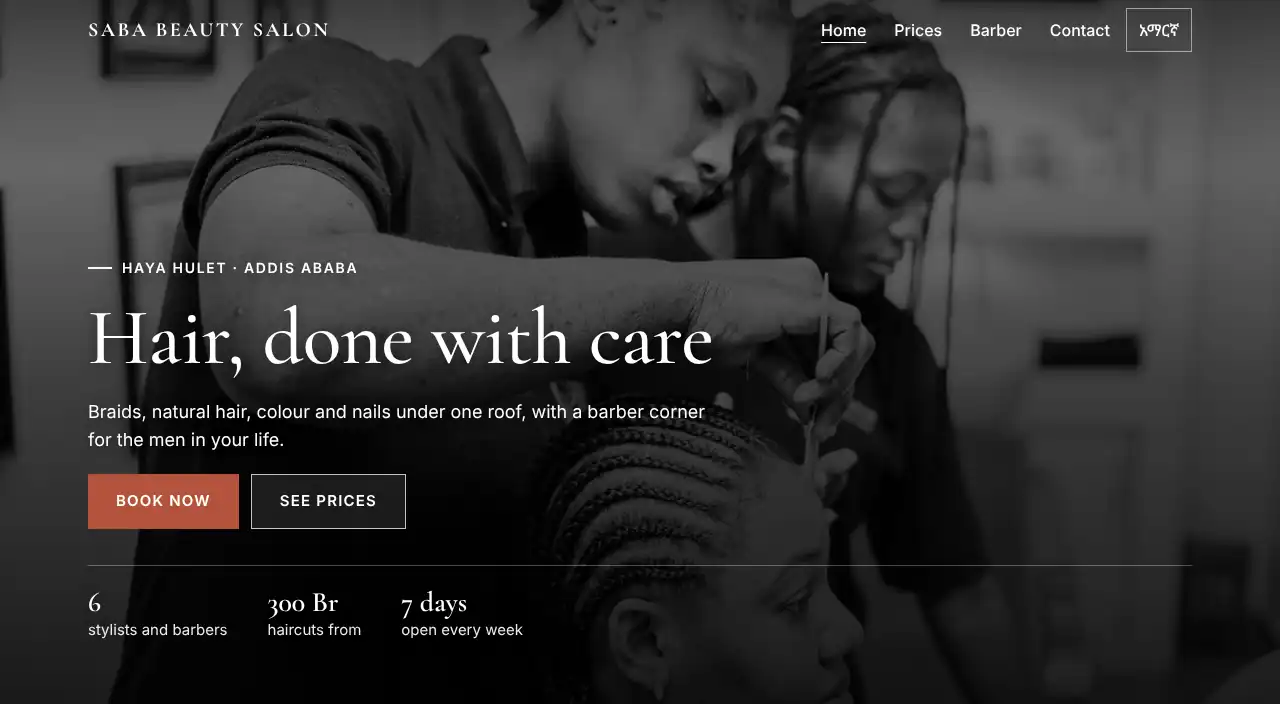 SABA BEAUTY SALON
Home
Prices
Barber
Contact
አማርኛ
HAYA HULET · ADDIS ABABA
Hair, done with care
Braids, natural hair, colour and nails under one roof, with a barber corner
for the men in your life.
BOOK NOW
SEE PRICES
6
stylists and barbers
300 Br
haircuts from
7 days
open every week